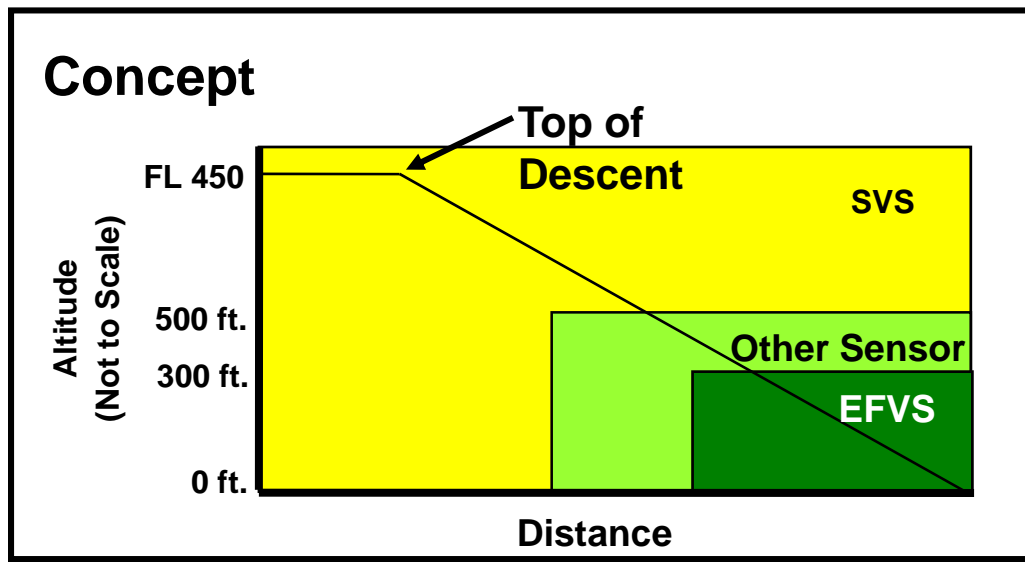 Concept
Top of
Descent
FL 450
SVS
Altitude
(Not to Scale)
500 ft.
Other Sensor
300 ft.
EFVS
0 ft.
Distance